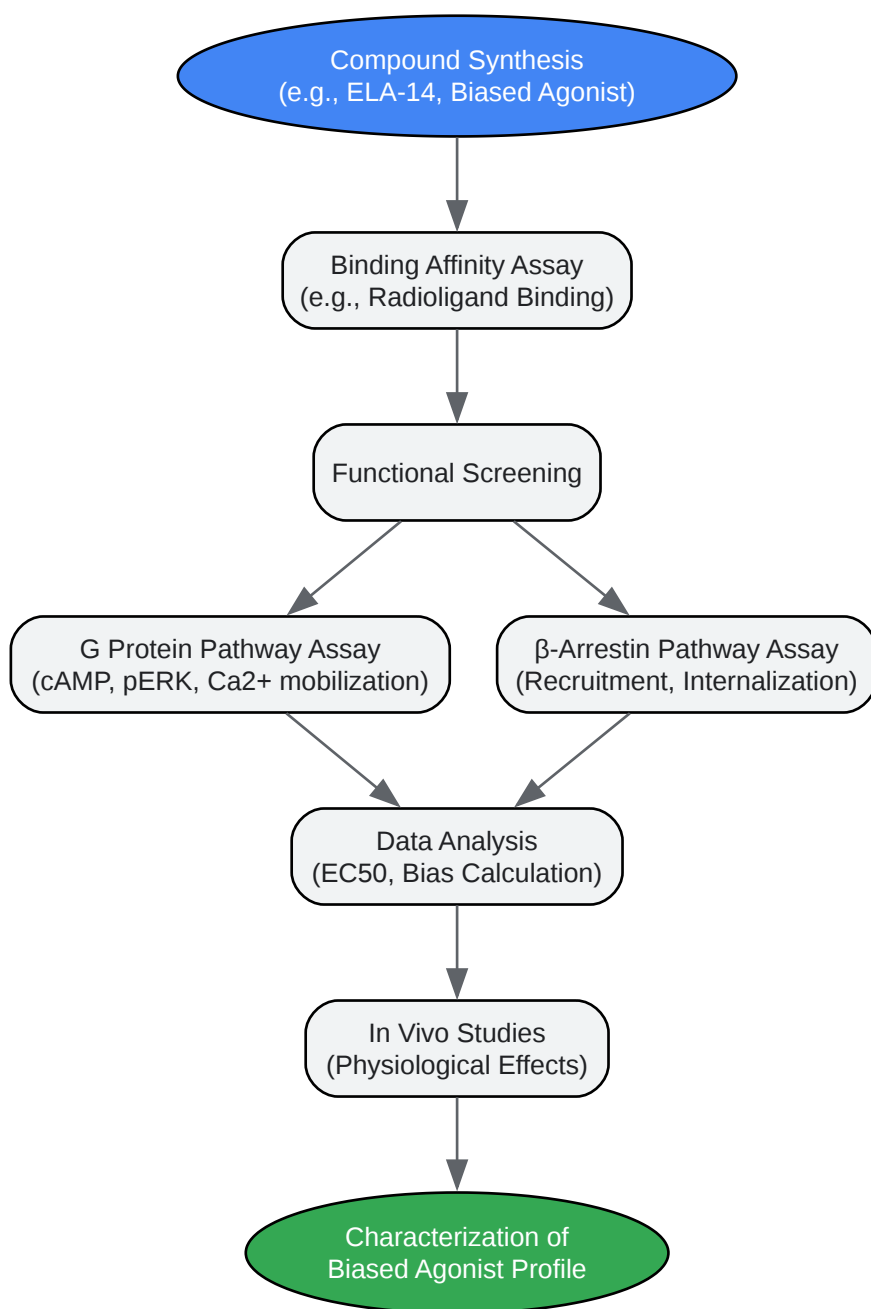 Compound Synthesis
(e.g., ELA-14, Biased Agonist)
Binding Affinity Assay
(e.g., Radioligand Binding)
Functional Screening
G Protein Pathway Assay
(cAMP, pERK, Ca2+ mobilization)
β-Arrestin Pathway Assay
(Recruitment, Internalization)
Data Analysis
(EC50, Bias Calculation)
In Vivo Studies
(Physiological Effects)
Characterization of
Biased Agonist Profile